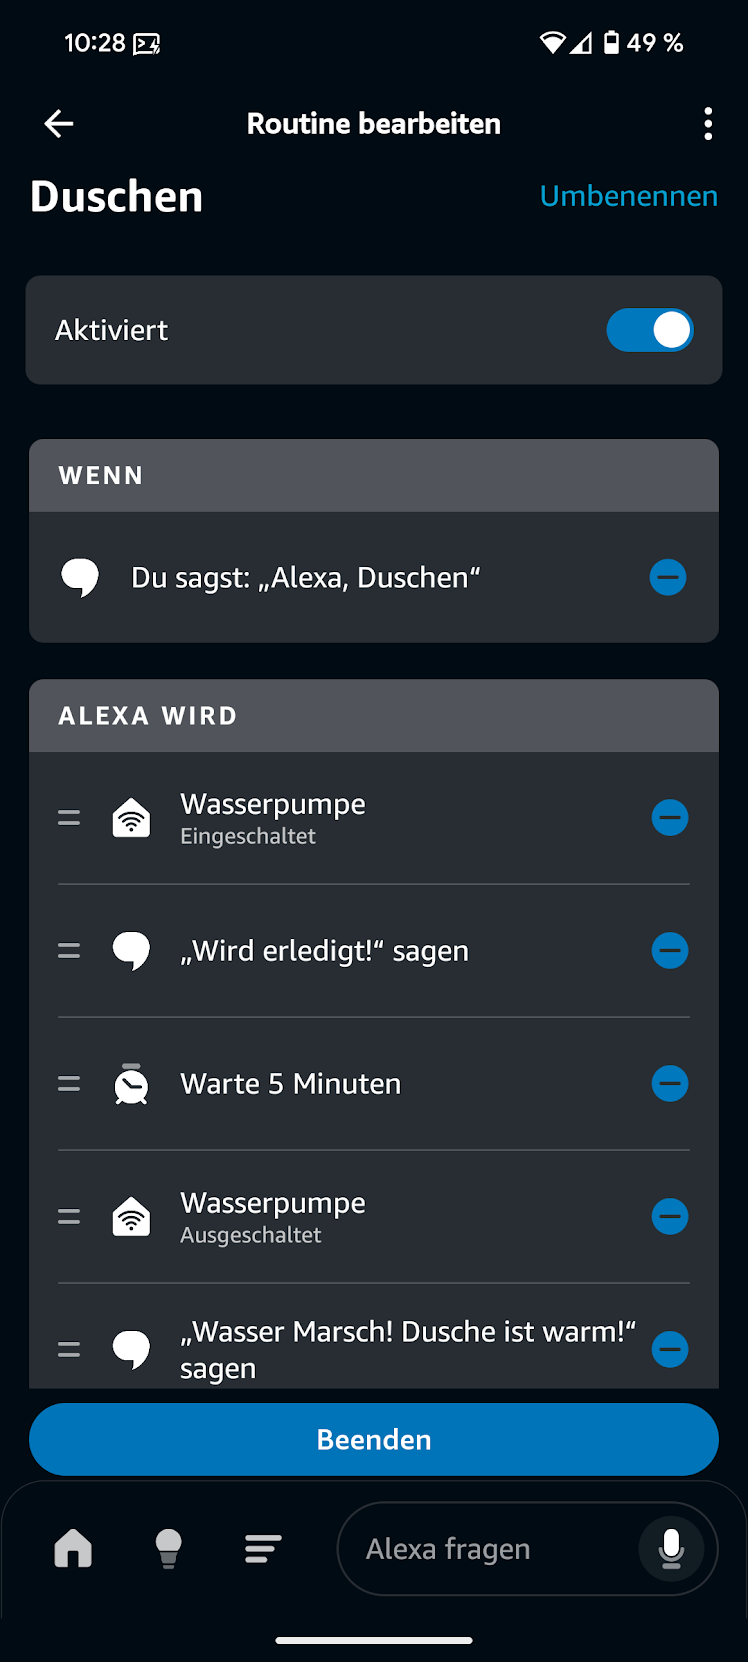 10:28
49 %
Routine bearbeiten
Duschen
Umbenennen
Aktiviert
WENN
Du sagst: „Alexa, Duschen“
ALEXA WIRD
Wasserpumpe
Eingeschaltet
„Wird erledigt!“ sagen
Warte 5 Minuten
Wasserpumpe
Ausgeschaltet
„Wasser Marsch! Dusche ist warm!“
sagen
Beenden
Alexa fragen